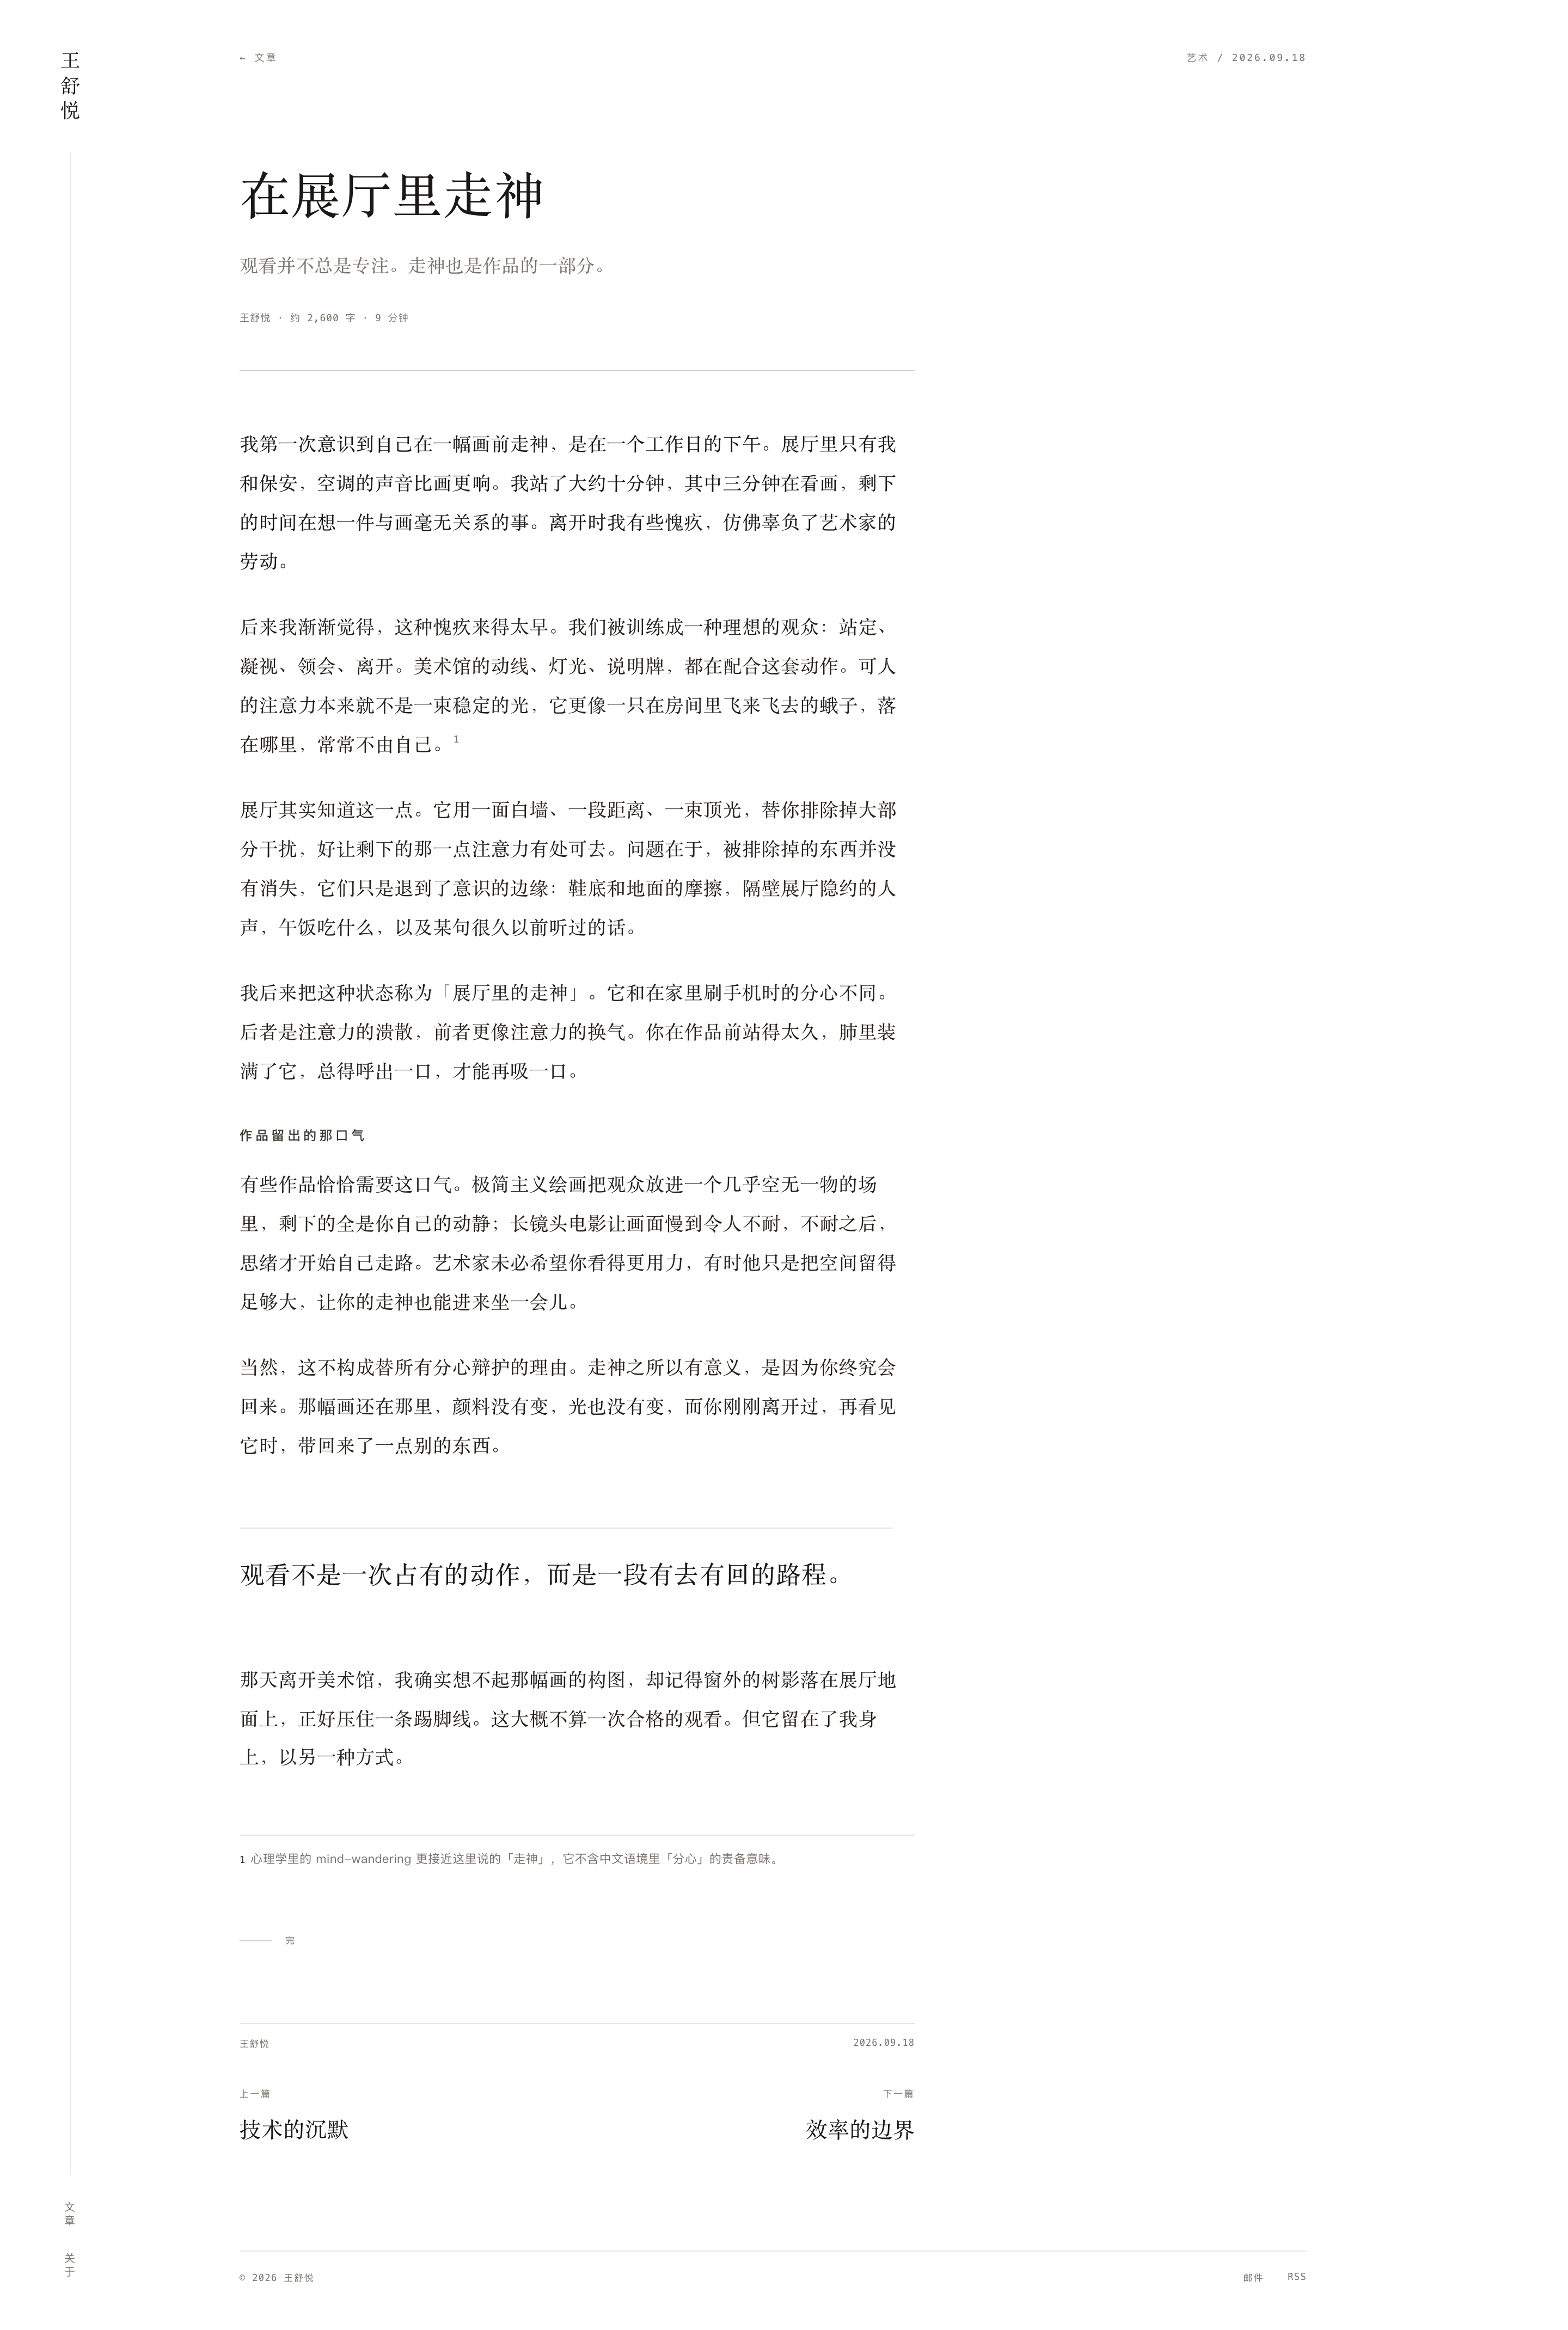 王舒悦
← 文章
艺术 / 2026.09.18
在展厅里走神
观看并不总是专注。走神也是作品的一部分。
王舒悦 · 约 2,600 字 · 9 分钟
我第一次意识到自己在一幅画前走神，是在一个工作日的下午。展厅里只有我
和保安，空调的声音比画更响。我站了大约十分钟，其中三分钟在看画，剩下
的时间在想一件与画毫无关系的事。离开时我有些愧疚，仿佛辜负了艺术家的
劳动。
后来我渐渐觉得，这种愧疚来得太早。我们被训练成一种理想的观众：站定、
凝视、领会、离开。美术馆的动线、灯光、说明牌，都在配合这套动作。可人
的注意力本来就不是一束稳定的光，它更像一只在房间里飞来飞去的蛾子，落
在哪里，常常不由自己。1
展厅其实知道这一点。它用一面白墙、一段距离、一束顶光，替你排除掉大部
分干扰，好让剩下的那一点注意力有处可去。问题在于，被排除掉的东西并没
有消失，它们只是退到了意识的边缘：鞋底和地面的摩擦，隔壁展厅隐约的人
声，午饭吃什么，以及某句很久以前听过的话。
我后来把这种状态称为「展厅里的走神」。它和在家里刷手机时的分心不同。
后者是注意力的溃散，前者更像注意力的换气。你在作品前站得太久，肺里装
满了它，总得呼出一口，才能再吸一口。
作品留出的那口气
有些作品恰恰需要这口气。极简主义绘画把观众放进一个几乎空无一物的场
里，剩下的全是你自己的动静；长镜头电影让画面慢到令人不耐，不耐之后，
思绪才开始自己走路。艺术家未必希望你看得更用力，有时他只是把空间留得
足够大，让你的走神也能进来坐一会儿。
当然，这不构成替所有分心辩护的理由。走神之所以有意义，是因为你终究会
回来。那幅画还在那里，颜料没有变，光也没有变，而你刚刚离开过，再看见
它时，带回来了一点别的东西。
观看不是一次占有的动作，而是一段有去有回的路程。
那天离开美术馆，我确实想不起那幅画的构图，却记得窗外的树影落在展厅地
面上，正好压住一条踢脚线。这大概不算一次合格的观看。但它留在了我身
上，以另一种方式。
1 心理学里的 mind-wandering 更接近这里说的「走神」，它不含中文语境里「分心」的责备意味。
完
王舒悦
2026.09.18
上一篇
下一篇
技术的沉默
效率的边界
文章
关于
© 2026 王舒悦
邮件
RSS